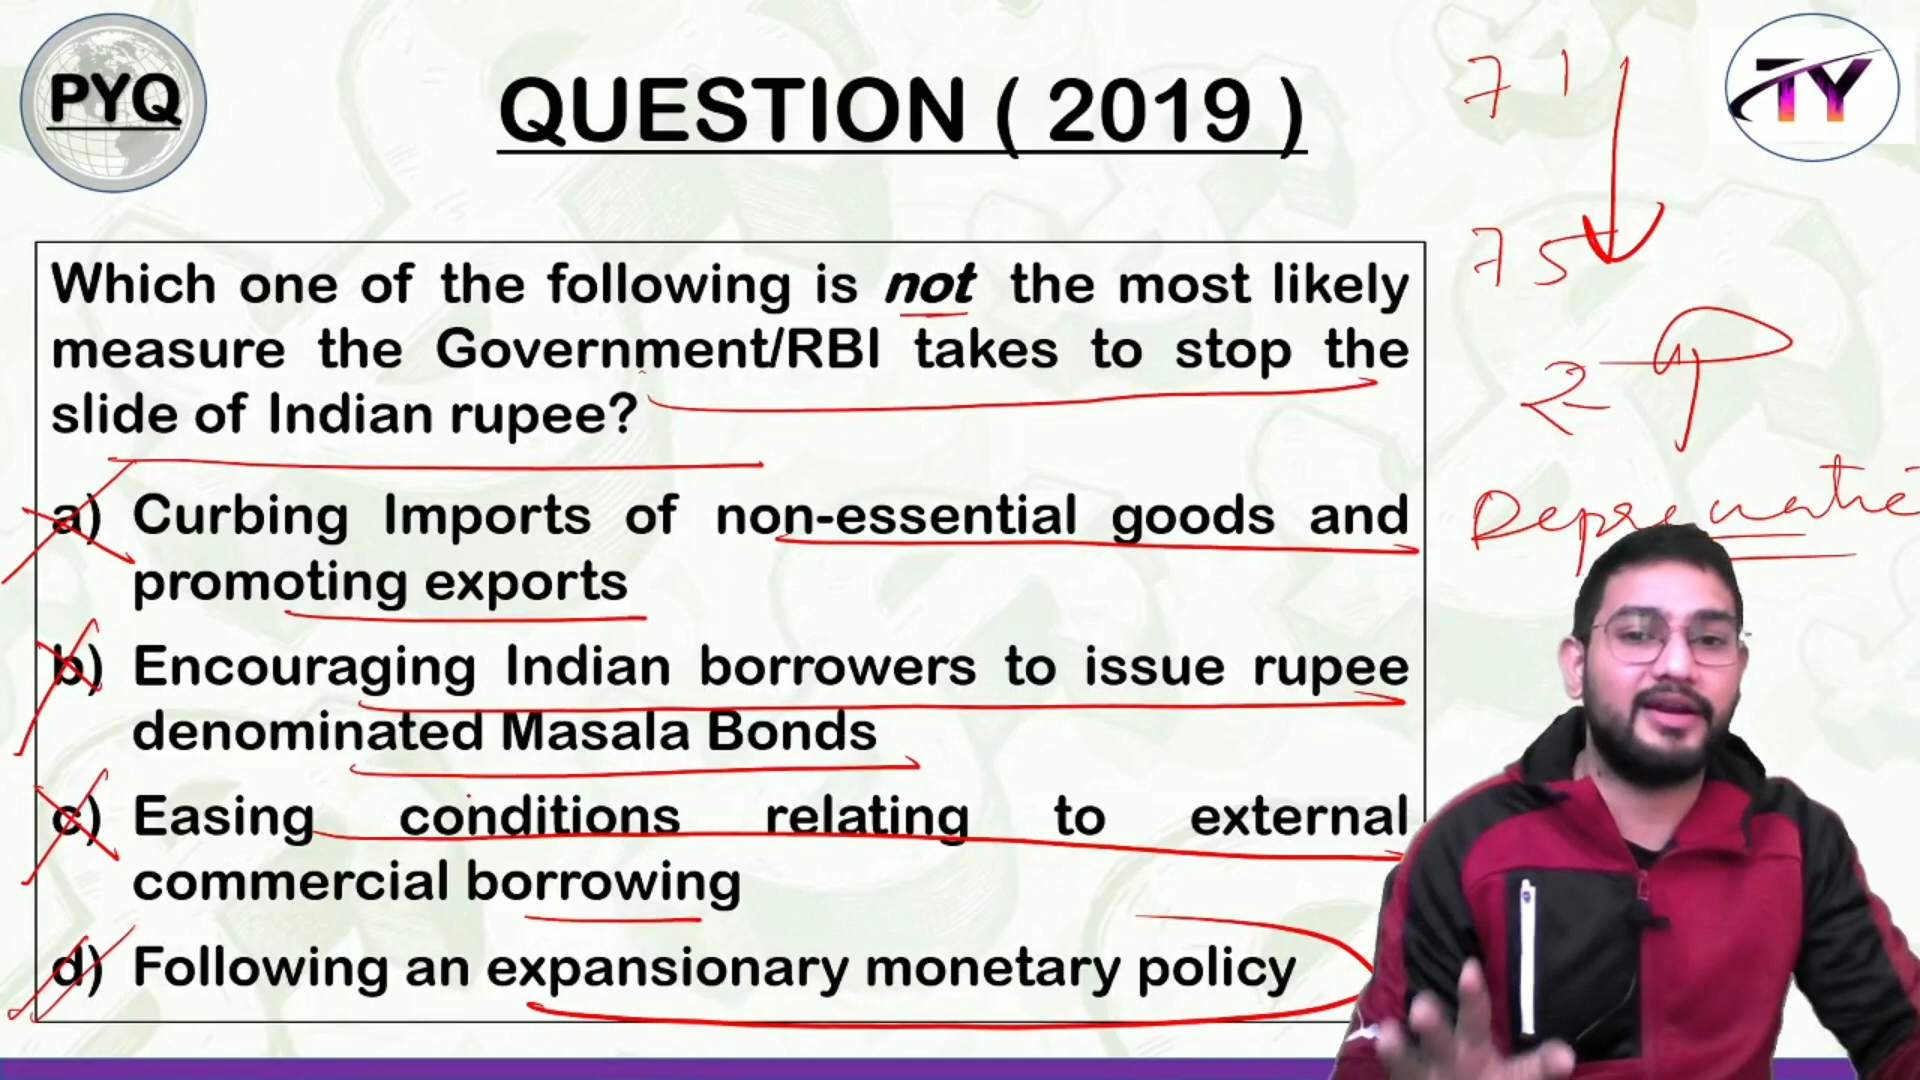 PYQ
QUESTION ( 2019 )
TY
71
75
Which one of the following is not the most likely
measure the Government/RBI takes to stop the
slide of Indian rupee?
a) Curbing Imports of non-essential goods and
promoting exports
b) Encouraging Indian borrowers to issue rupee
denominated Masala Bonds
c) Easing conditions relating to external
commercial borrowing
d) Following an expansionary monetary policy